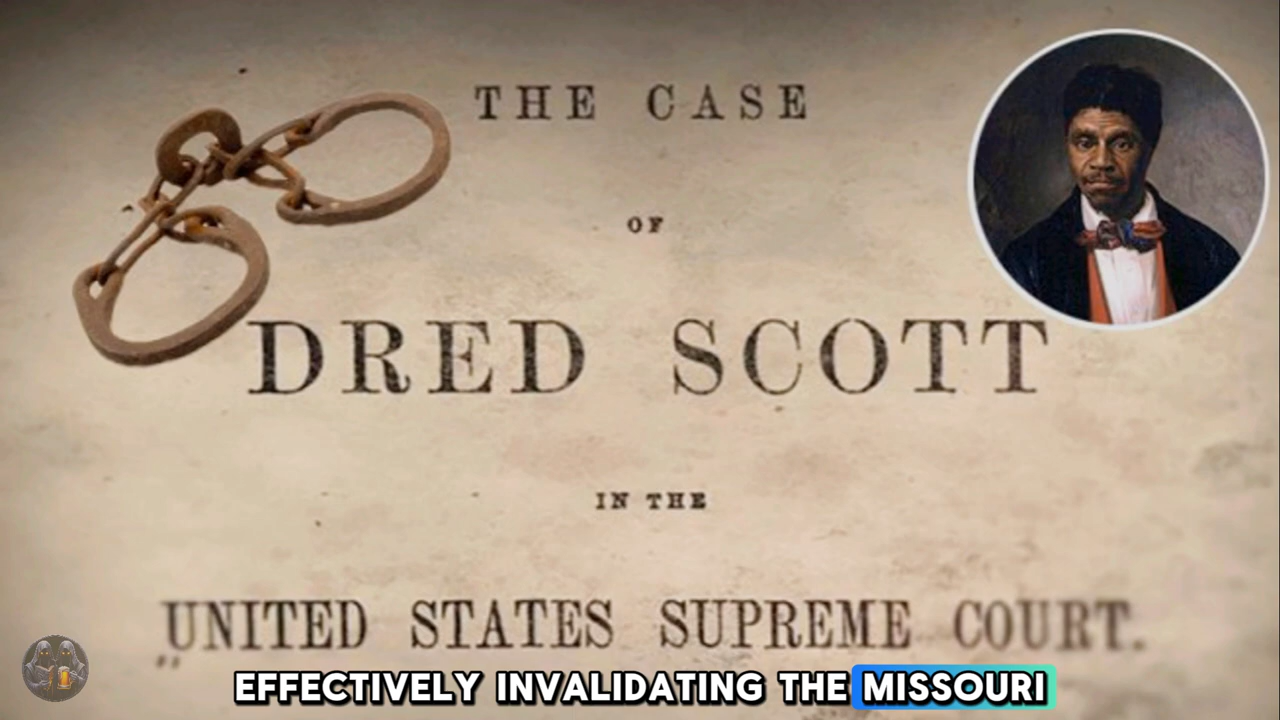 THE CASE
OF
DRED SCOTT
IN THE
UNITED STATES SUPREME COURT.
EFFECTIVELY INVALIDATING THE MISSOURI